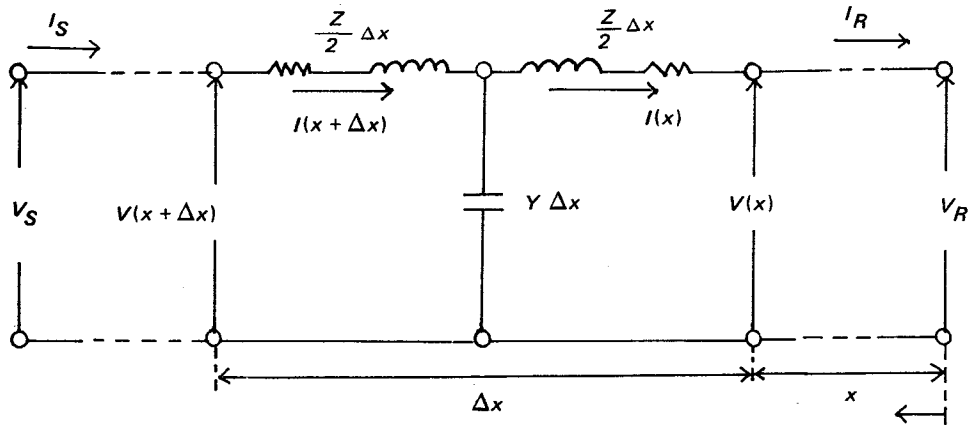 I_S
Z/2 Δx
Z/2 Δx
I_R
I(x + Δx)
I(x)
V_S
V(x + Δx)
Y Δx
V(x)
V_R
Δx
x